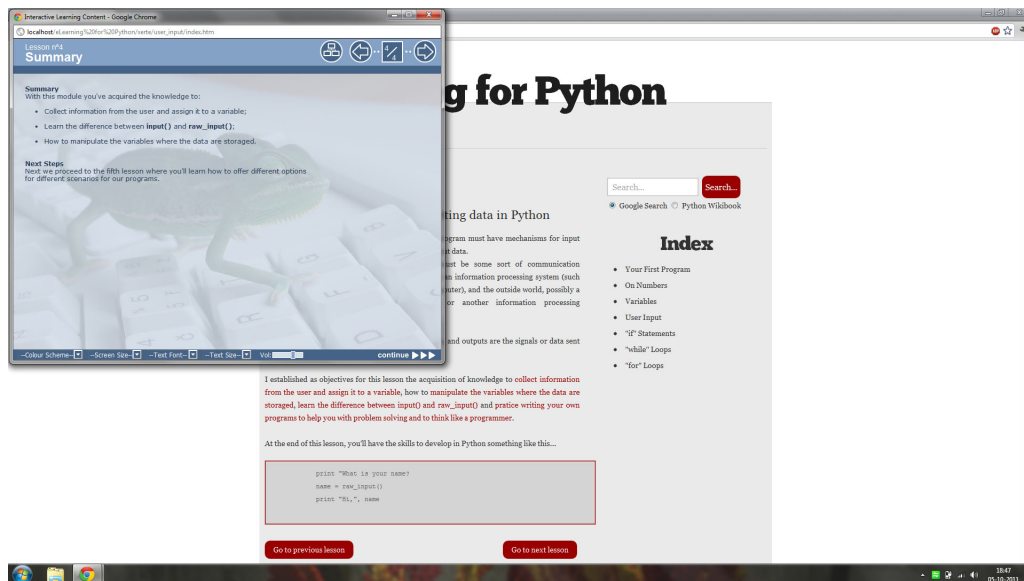 Interactive Learning Content - Google Chrome
localhost/eLearning%20for%20Python/xerte/user_input/index.htm
Lesson nº4
Summary
4/4
Summary
With this module you've acquired the knowledge to:
• Collect information from the user and assign it to a variable;
• Learn the difference between input() and raw_input();
• How to manipulate the variables where the data are storaged.
Next Steps
Next we proceed to the fifth lesson where you'll learn how to offer different options
for different scenarios for our programs.
--Colour Scheme-- --Screen Size-- --Text Font-- --Text Size-- Vol: continue
g for Python
ting data in Python
ogram must have mechanisms for input
ut data.
ust be some sort of communication
an information processing system (such
puter), and the outside world, possibly a
or another information processing
and outputs are the signals or data sent
I established as objectives for this lesson the acquisition of knowledge to collect information
from the user and assign it to a variable, how to manipulate the variables where the data are
storaged, learn the difference between input() and raw_input() and pratice writing your own
programs to help you with problem solving and to think like a programmer.
At the end of this lesson, you'll have the skills to develop in Python something like this...
print "What is your name?
name = raw_input()
print "Hi,", name
Go to previous lesson Go to next lesson
Search... Search...
Google Search Python Wikibook
Index
• Your First Program
• On Numbers
• Variables
• User Input
• "if" Statements
• "while" Loops
• "for" Loops
18:47